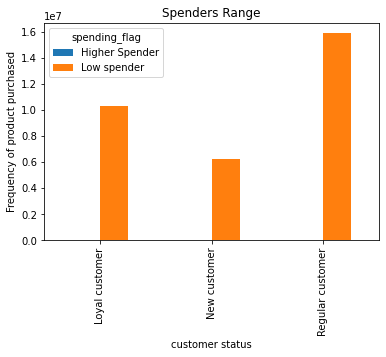 Spenders Range
1e7
spending_flag
Higher Spender
Low spender
Frequency of product purchased
1.6
1.4
1.2
1.0
0.8
0.6
0.4
0.2
0.0
Loyal customer
New customer
Regular customer
customer status